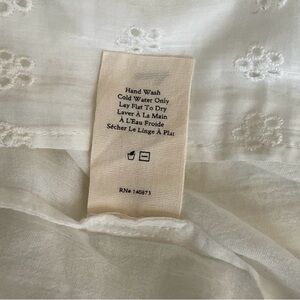 Hand Wash
Cold Water Only
Lay Flat To Dry
Laver À La Main
À L'Eau Froide
Sécher Le Linge À Plat
RN# 140873